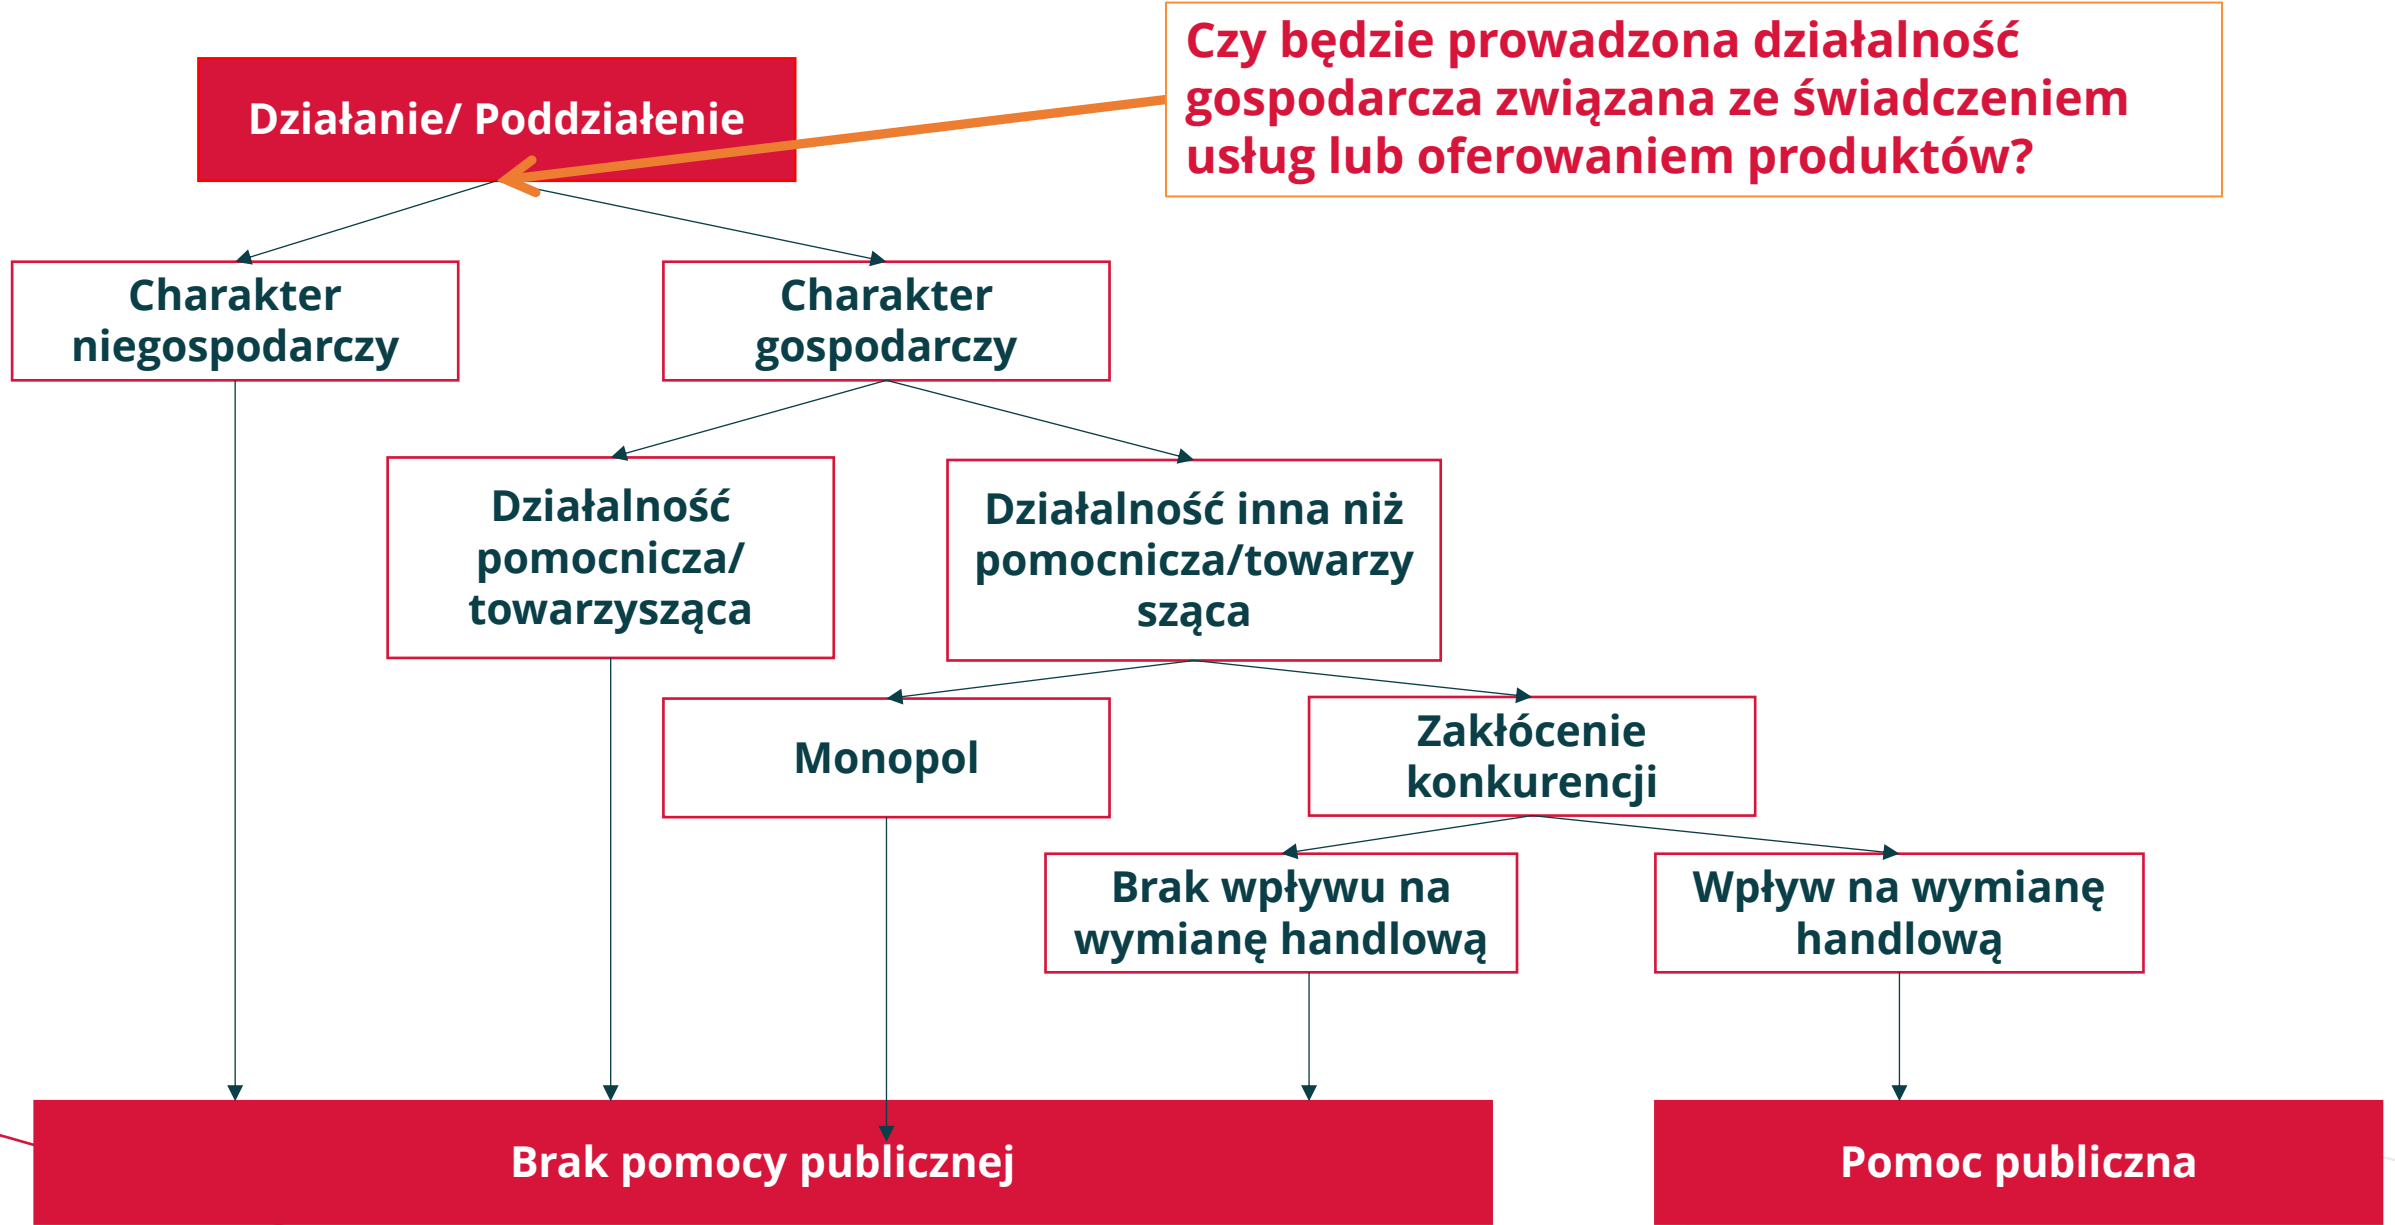 Czy będzie prowadzona działalność
gospodarcza związana ze świadczeniem
usług lub oferowaniem produktów?
Działanie/ Poddziałenie
Charakter
niegospodarczy
Charakter
gospodarczy
Działalność
pomocnicza/
towarzysząca
Działalność inna niż
pomocnicza/towarzy
sząca
Monopol
Zakłócenie
konkurencji
Brak wpływu na
wymianę handlową
Wpływ na wymianę
handlową
Brak pomocy publicznej
Pomoc publiczna